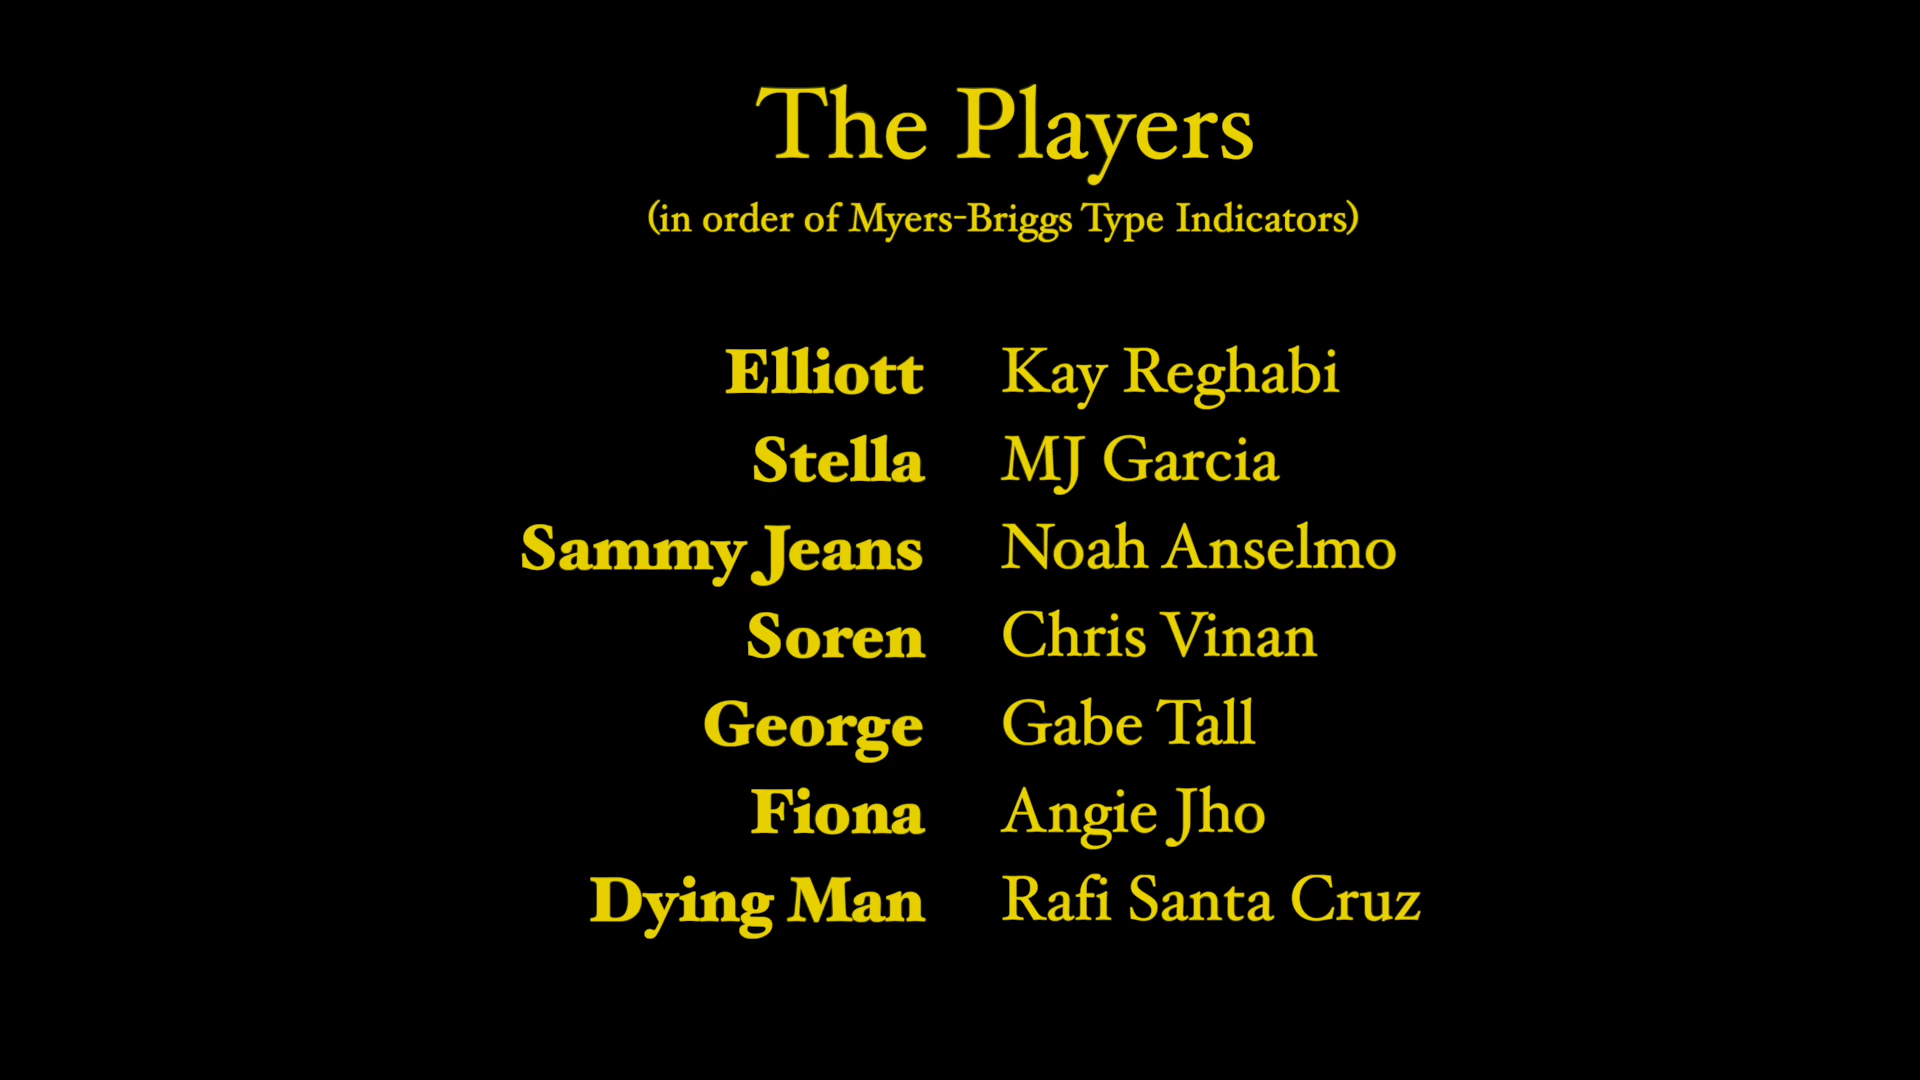 The Players
(in order of Myers-Briggs Type Indicators)
Elliott Kay Reghabi
Stella MJ Garcia
Sammy Jeans Noah Anselmo
Soren Chris Vinan
George Gabe Tall
Fiona Angie Jho
Dying Man Rafi Santa Cruz